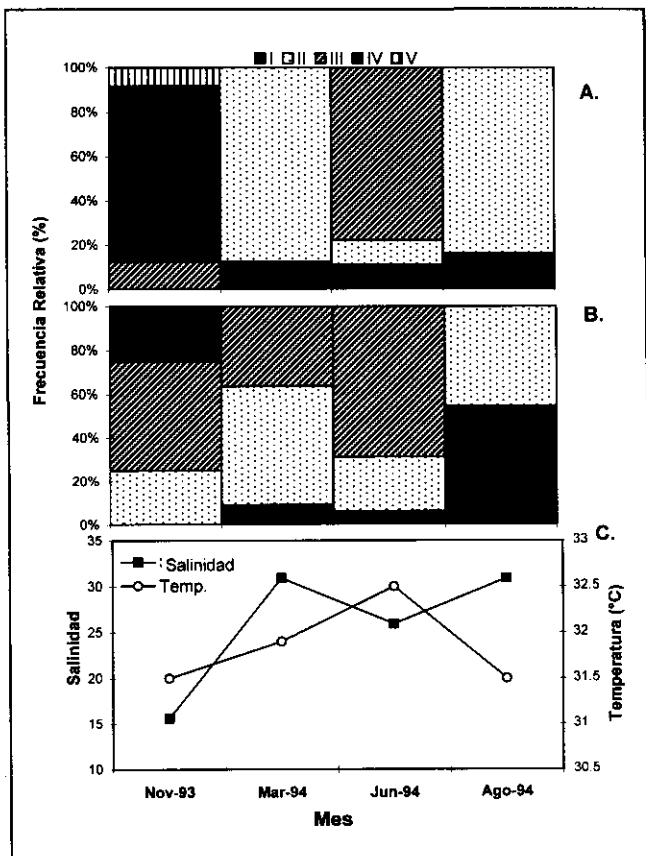 I II III IV V
A.
100%
80%
60%
40%
20%
0%
Frecuencia Relativa (%)
B.
100%
80%
60%
40%
20%
0%
C.
Salinidad
Temp.
35
30
25
20
15
10
Salinidad
33
32.5
32
31.5
31
30.5
Temperatura (°C)
Nov-93 Mar-94 Jun-94 Ago-94
Mes